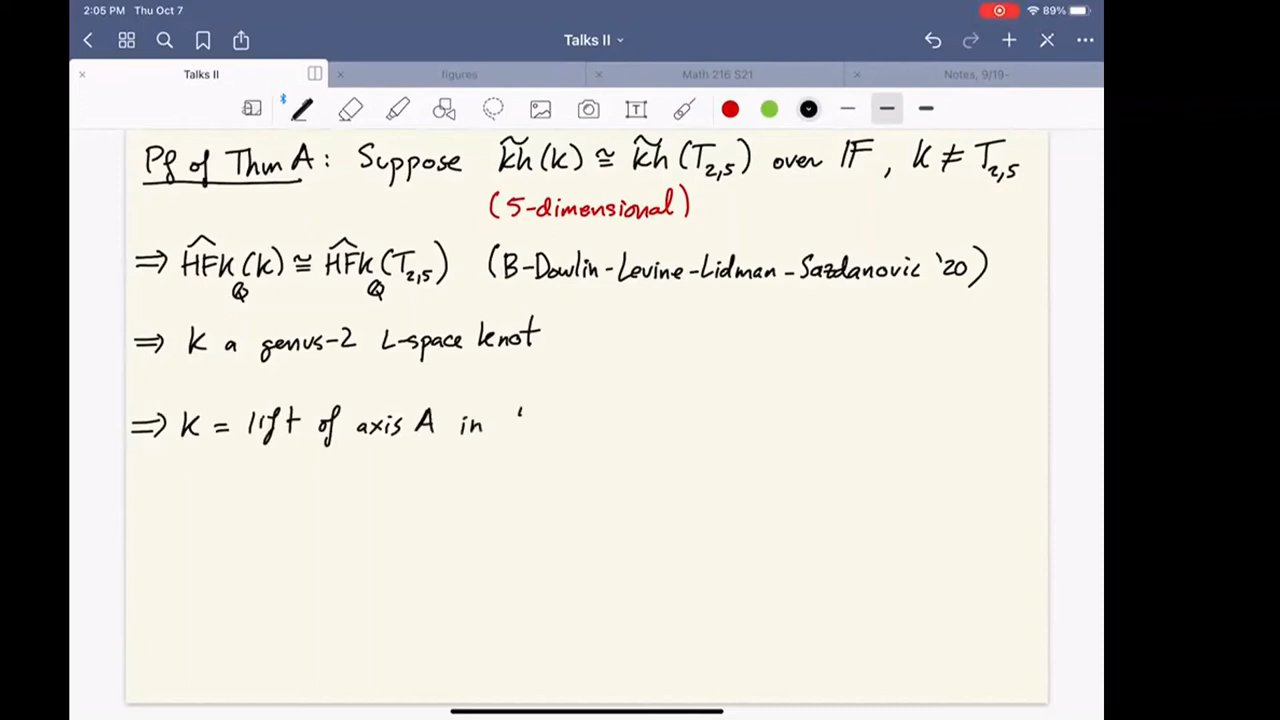 2:05 PM Thu Oct 7
89%
Talks II
Talks II
figures
Math 216 S21
Notes, 9/19-
Pf of Thm A: Suppose K̃h(K) ≅ K̃h(T₂,₅) over 𝔽, K ≠ T₂,₅
(5-dimensional)
⇒ ĤFK(K) ≅ ĤFK(T₂,₅) (B-Dowlin-Levine-Lidman-Sazdanovic '20)
ℚ ℚ
⇒ K a genus-2 L-space knot
⇒ K = lift of axis A in